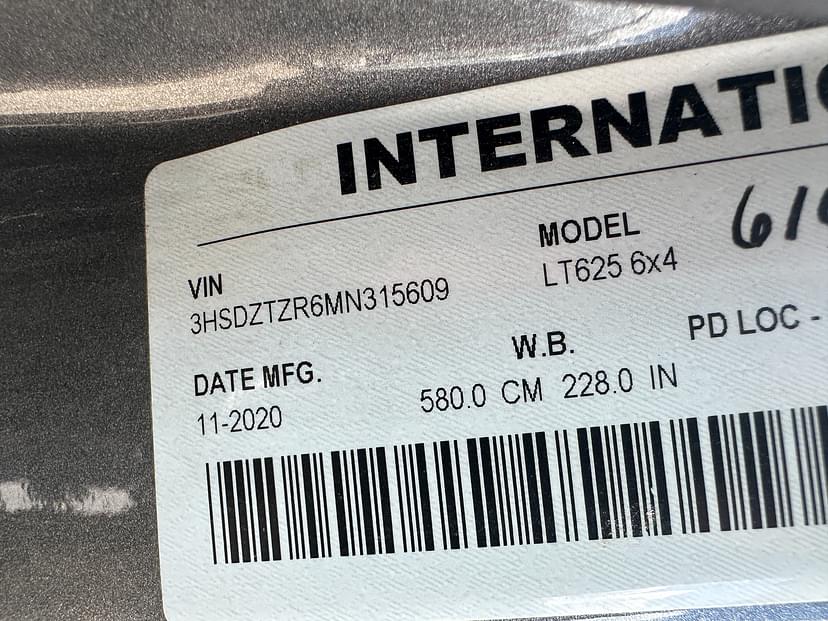 INTERNATIO
MODEL
VIN
LT625 6x4
3HSDZTZR6MN315609
W.B.
PD LOC -
DATE MFG.
580.0 CM 228.0 IN
11-2020